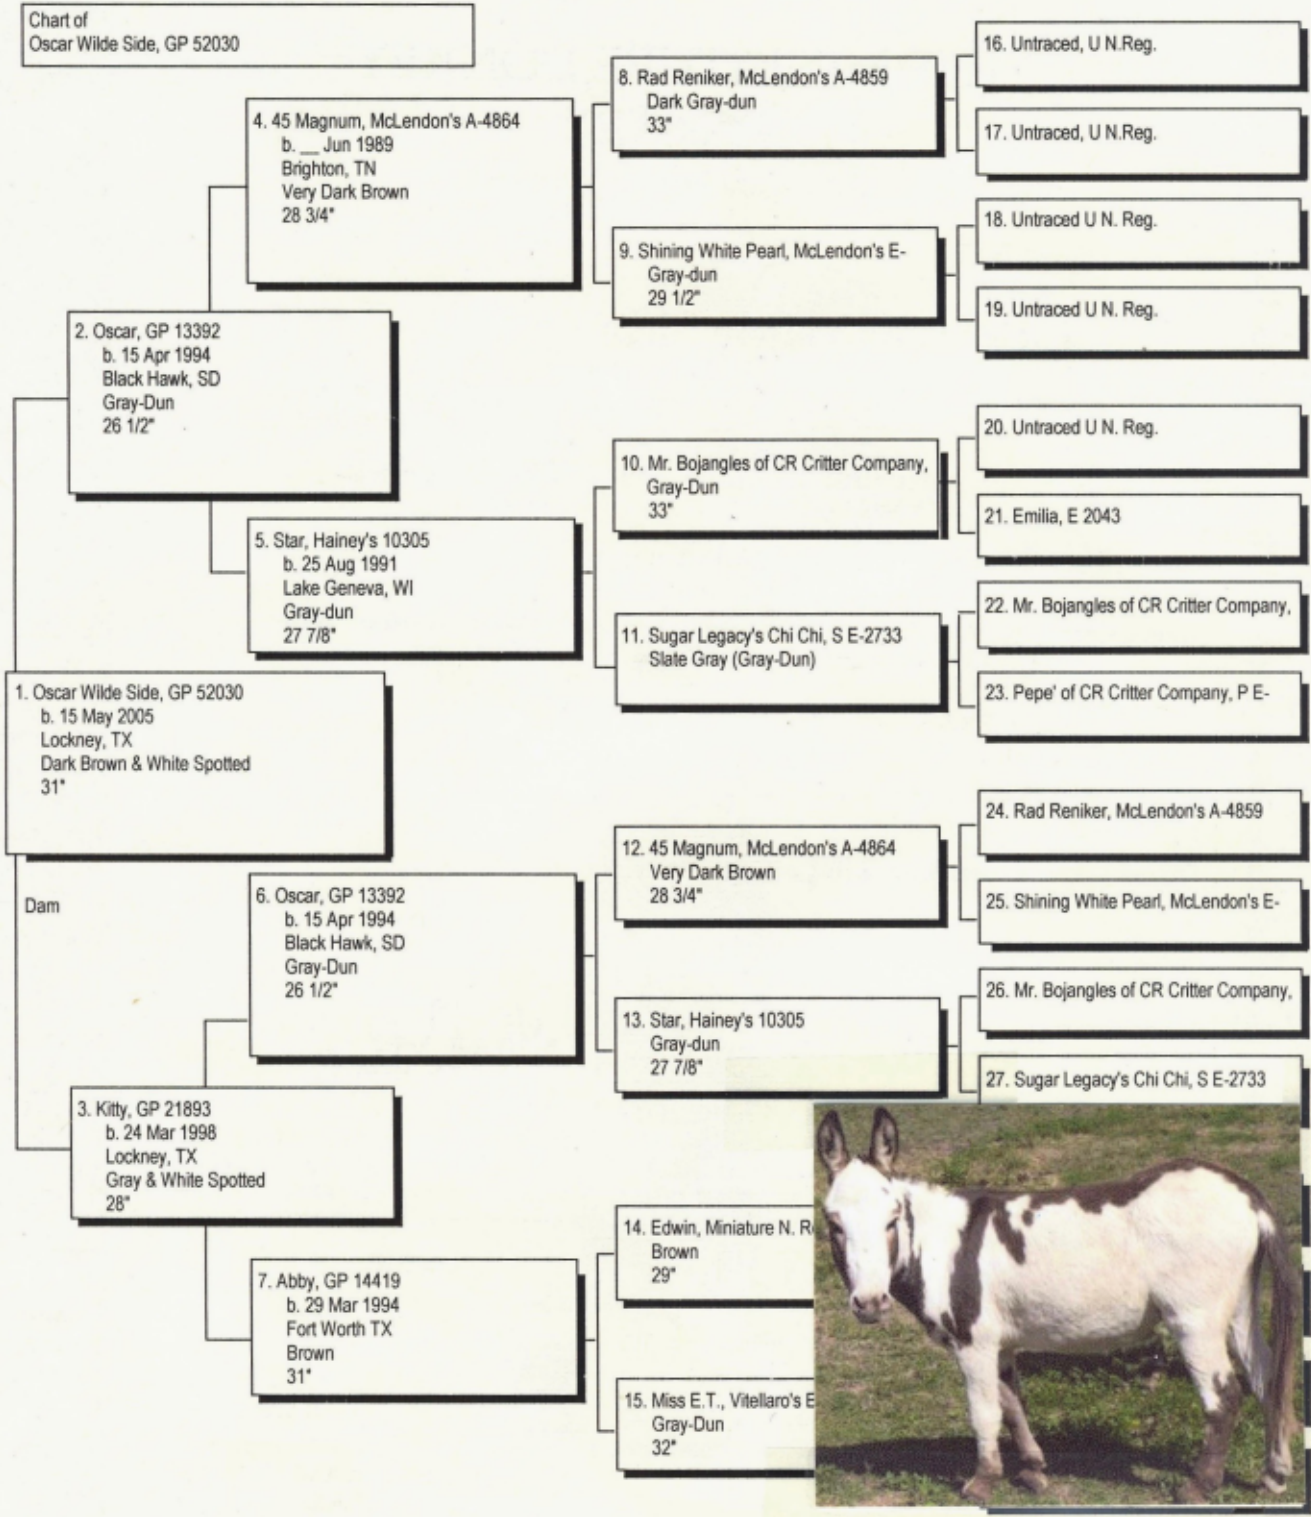 Chart of
Oscar Wilde Side, GP 52030
1. Oscar Wilde Side, GP 52030
b. 15 May 2005
Lockney, TX
Dark Brown & White Spotted
31"
2. Oscar, GP 13392
b. 15 Apr 1994
Black Hawk, SD
Gray-Dun
26 1/2"
Dam
3. Kitty, GP 21893
b. 24 Mar 1998
Lockney, TX
Gray & White Spotted
28"
4. 45 Magnum, McLendon's A-4864
b. __ Jun 1989
Brighton, TN
Very Dark Brown
28 3/4"
5. Star, Hainey's 10305
b. 25 Aug 1991
Lake Geneva, WI
Gray-dun
27 7/8"
6. Oscar, GP 13392
b. 15 Apr 1994
Black Hawk, SD
Gray-Dun
26 1/2"
7. Abby, GP 14419
b. 29 Mar 1994
Fort Worth TX
Brown
31"
8. Rad Reniker, McLendon's A-4859
Dark Gray-dun
33"
9. Shining White Pearl, McLendon's E-
Gray-dun
29 1/2"
10. Mr. Bojangles of CR Critter Company,
Gray-Dun
33"
11. Sugar Legacy's Chi Chi, S E-2733
Slate Gray (Gray-Dun)
12. 45 Magnum, McLendon's A-4864
Very Dark Brown
28 3/4"
13. Star, Hainey's 10305
Gray-dun
27 7/8"
14. Edwin, Miniature N.
Brown
29"
15. Miss E.T., Vitellaro's E
Gray-Dun
32"
16. Untraced, U N.Reg.
17. Untraced, U N.Reg.
18. Untraced U N. Reg.
19. Untraced U N. Reg.
20. Untraced U N. Reg.
21. Emilia, E 2043
22. Mr. Bojangles of CR Critter Company,
23. Pepe' of CR Critter Company, P E-
24. Rad Reniker, McLendon's A-4859
25. Shining White Pearl, McLendon's E-
26. Mr. Bojangles of CR Critter Company,
27. Sugar Legacy's Chi Chi, S E-2733